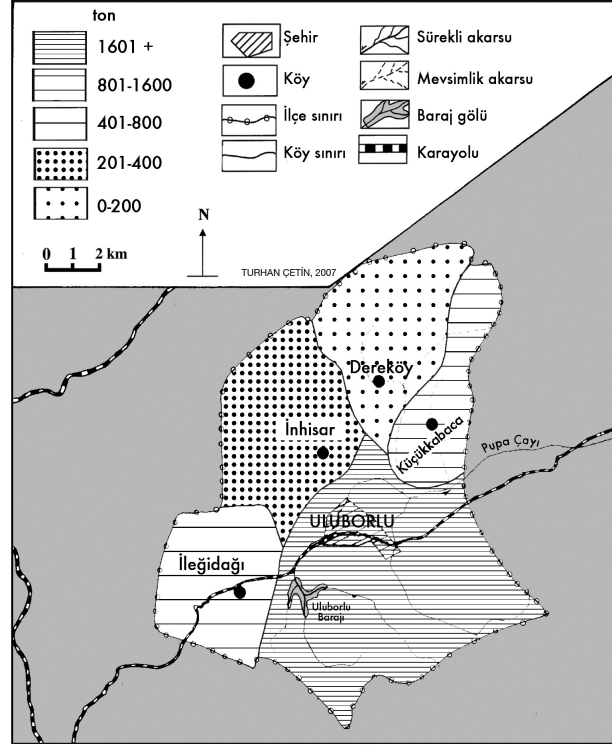 ton
1601 +
801-1600
401-800
201-400
0-200
Şehir
Köy
İlçe sınırı
Köy sınırı
Sürekli akarsu
Mevsimlik akarsu
Baraj gölü
Karayolu
N
0 1 2 km
TURHAN ÇETİN, 2007
Dereköy
İnhisar
Küçükkabaca
Pupa Çayı
ULUBORLU
İleğidağı
Uluborlu
Barajı